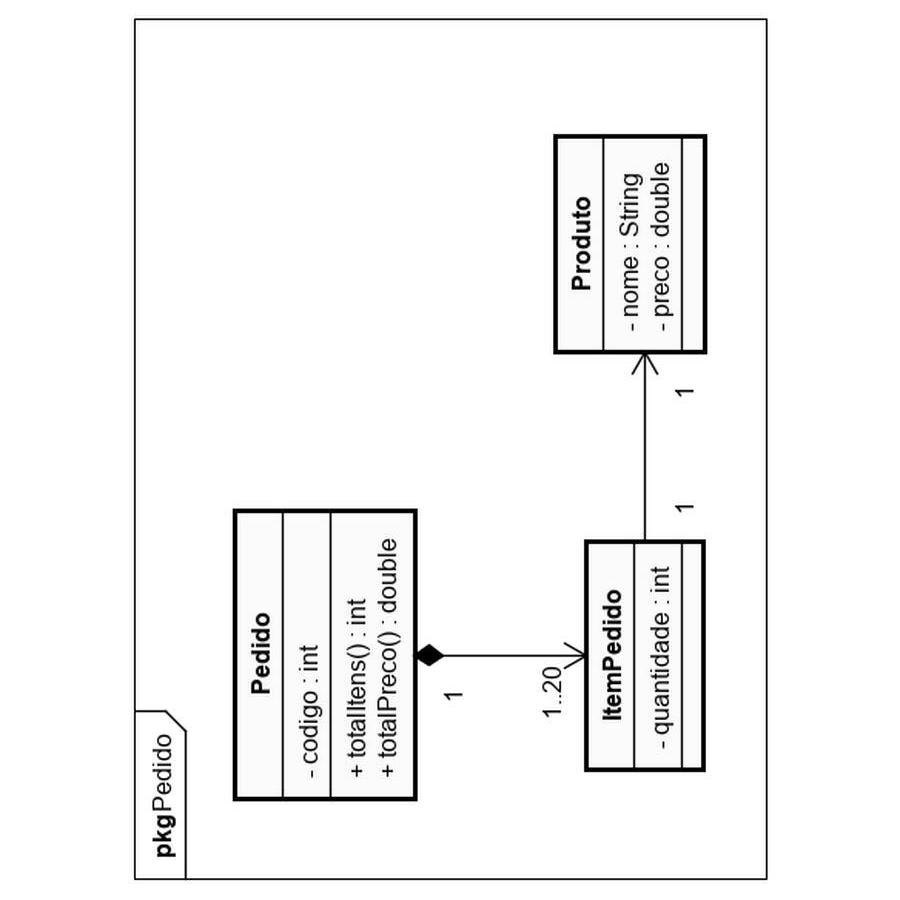 pkgPedido
Pedido
- codigo : int
+ totalItens() : int
+ totalPreco() : double
1
1..20
ItemPedido
- quantidade : int
1
1
Produto
- nome : String
- preco : double